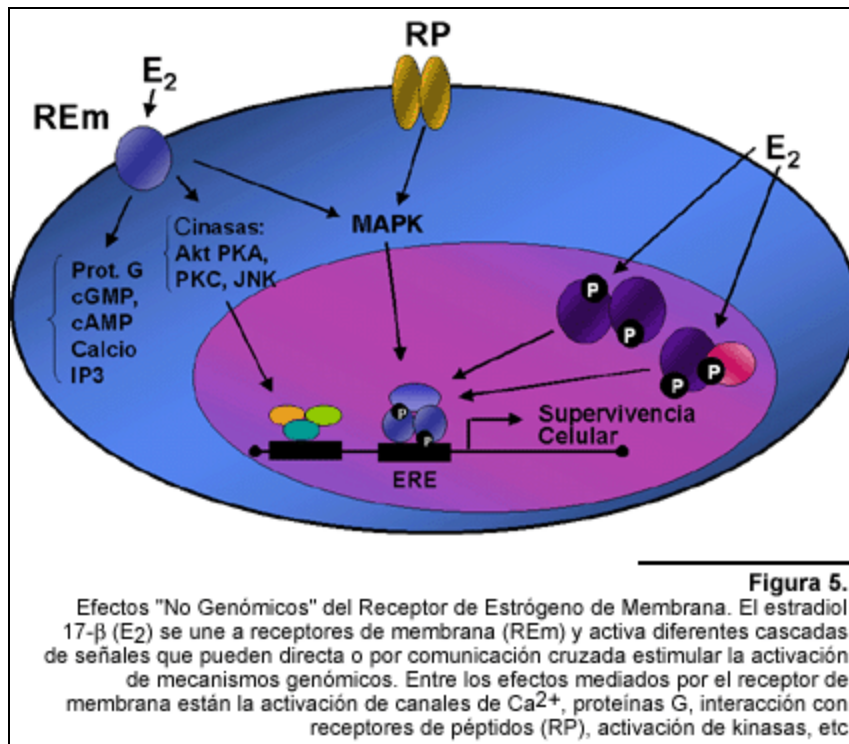 RP
E2
REm
E2
MAPK
Cinasas:
Akt PKA,
PKC, JNK
Prot. G
cGMP,
cAMP
Calcio
IP3
P
P
P
P
P
P
Supervivencia
Celular
ERE
Figura 5.
Efectos "No Genómicos" del Receptor de Estrógeno de Membrana. El estradiol
17-β (E2) se une a receptores de membrana (REm) y activa diferentes cascadas
de señales que pueden directa o por comunicación cruzada estimular la activación
de mecanismos genómicos. Entre los efectos mediados por el receptor de
membrana están la activación de canales de Ca2+, proteínas G, interacción con
receptores de péptidos (RP), activación de kinasas, etc